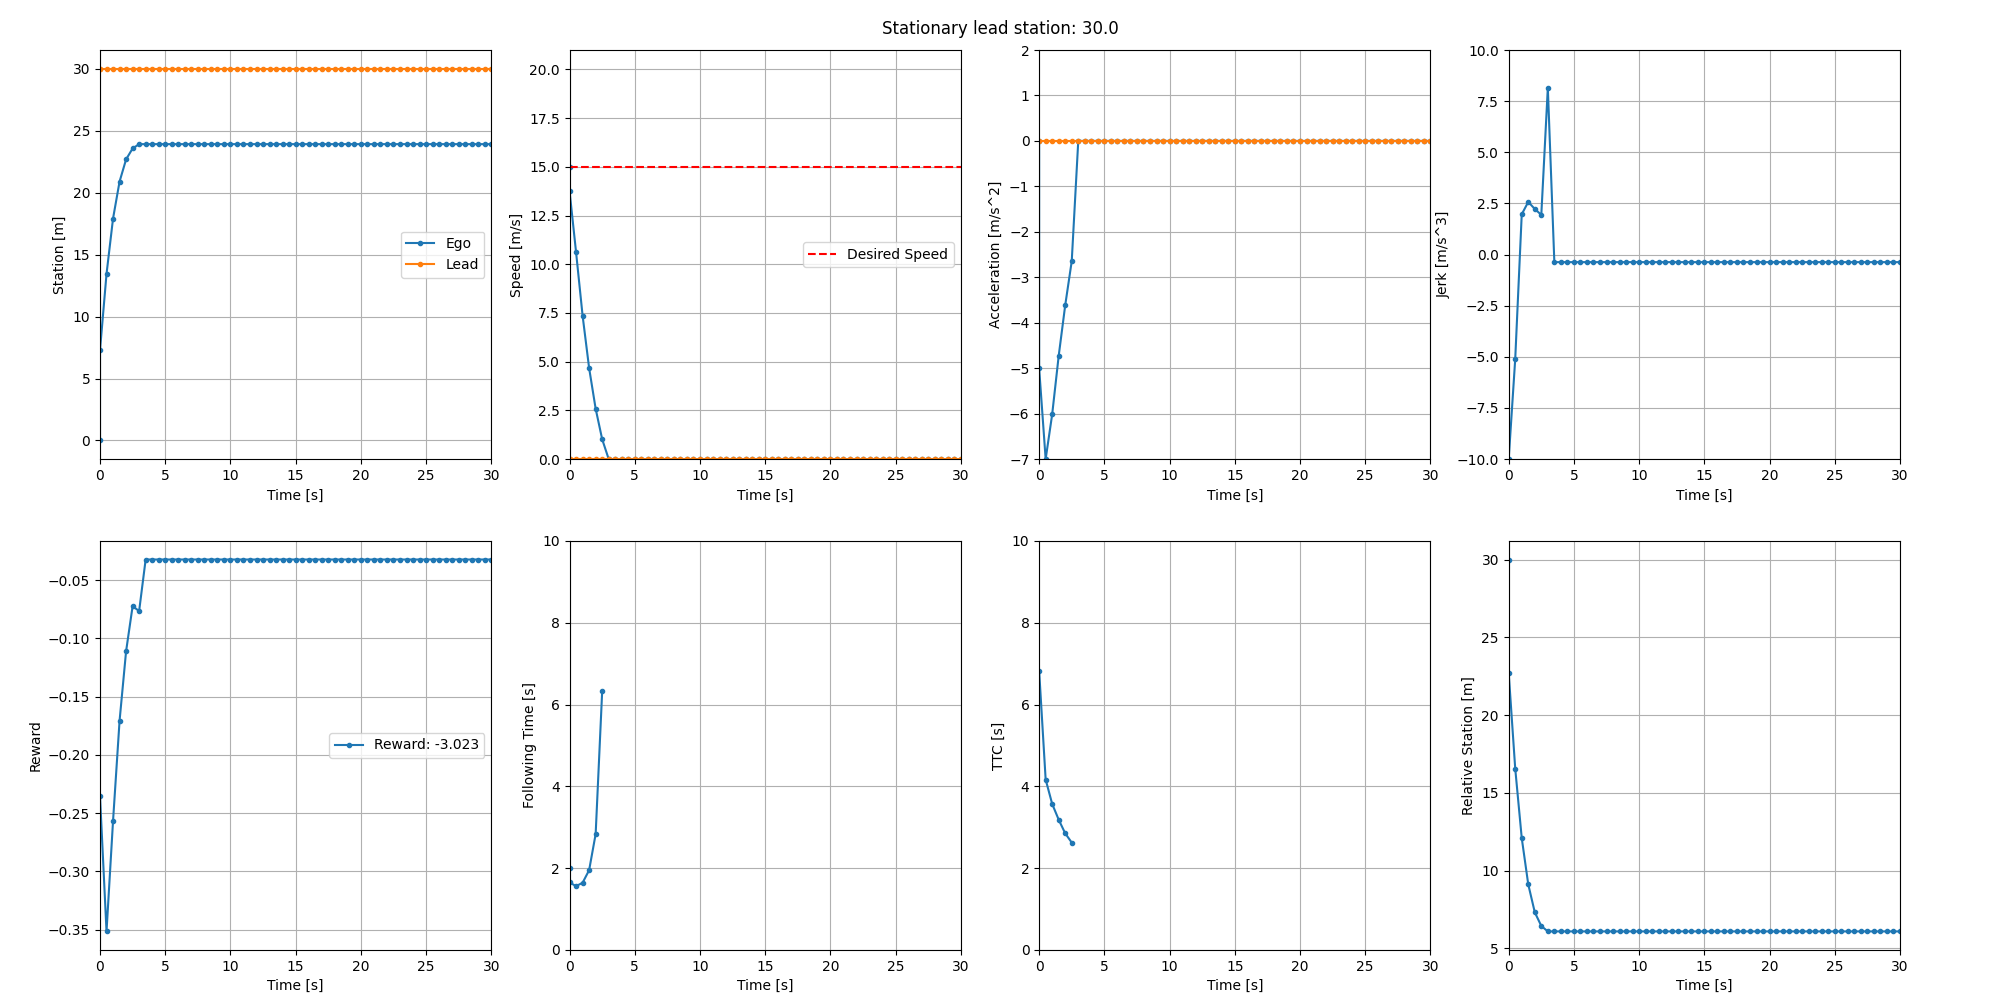 Stationary lead station: 30.0
Station [m]
30
25
20
15
10
5
0
Ego
Lead
0 5 10 15 20 25 30
Time [s]
Speed [m/s]
20.0
17.5
15.0
12.5
10.0
7.5
5.0
2.5
0.0
Desired Speed
0 5 10 15 20 25 30
Time [s]
Acceleration [m/s^2]
2
1
0
−1
−2
−3
−4
−5
−6
−7
0 5 10 15 20 25 30
Time [s]
Jerk [m/s^3]
10.0
7.5
5.0
2.5
0.0
−2.5
−5.0
−7.5
−10.0
0 5 10 15 20 25 30
Time [s]
Reward
−0.05
−0.10
−0.15
−0.20
−0.25
−0.30
−0.35
Reward: -3.023
0 5 10 15 20 25 30
Time [s]
Following Time [s]
10
8
6
4
2
0
0 5 10 15 20 25 30
Time [s]
TTC [s]
10
8
6
4
2
0
0 5 10 15 20 25 30
Time [s]
Relative Station [m]
30
25
20
15
10
5
0 5 10 15 20 25 30
Time [s]